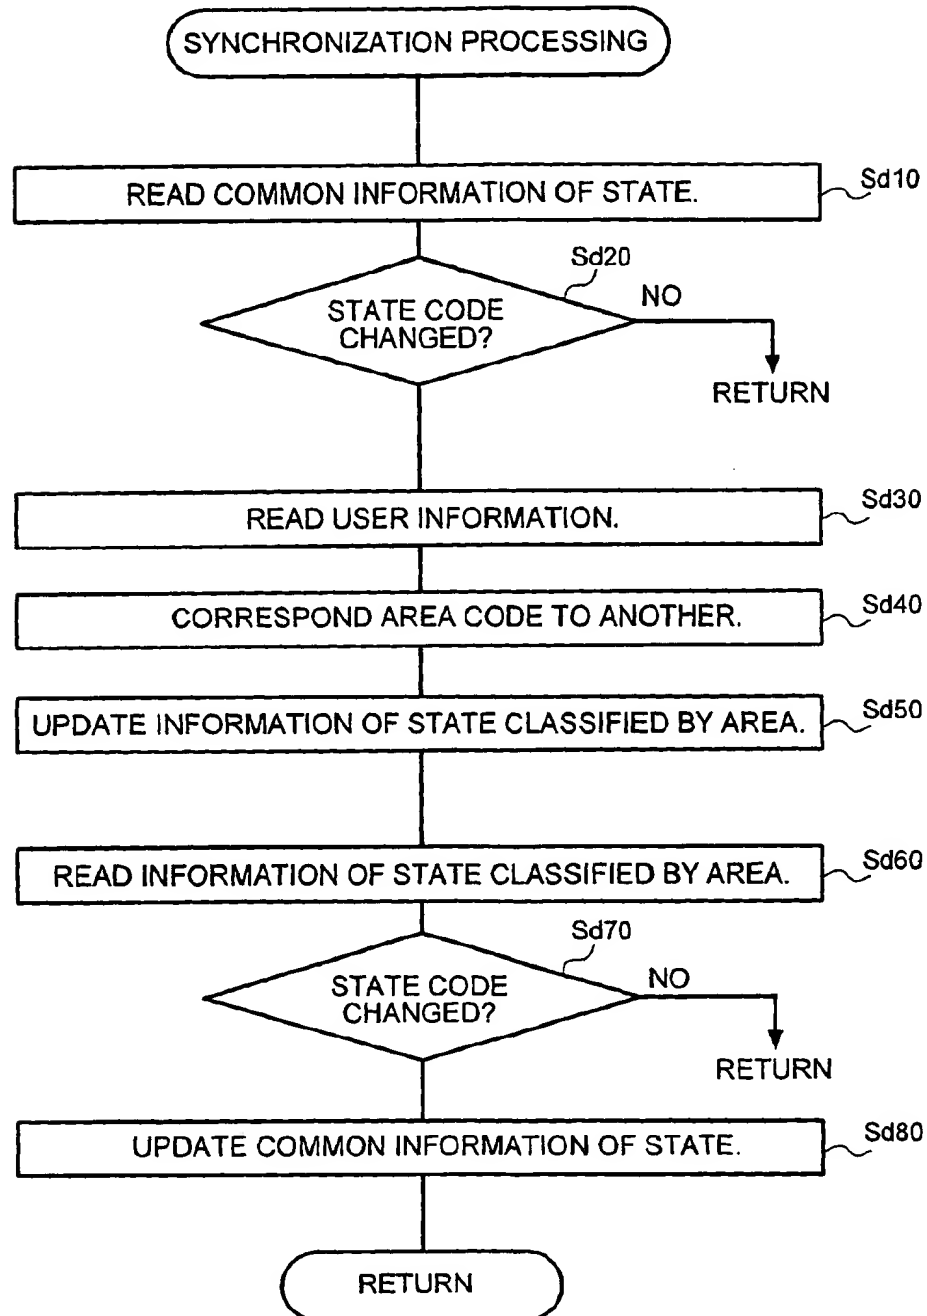 SYNCHRONIZATION PROCESSING
READ COMMON INFORMATION OF STATE.
Sd10
Sd20
STATE CODE
CHANGED?
NO
RETURN
READ USER INFORMATION.
Sd30
CORRESPOND AREA CODE TO ANOTHER.
Sd40
UPDATE INFORMATION OF STATE CLASSIFIED BY AREA.
Sd50
READ INFORMATION OF STATE CLASSIFIED BY AREA.
Sd60
Sd70
STATE CODE
CHANGED?
NO
RETURN
UPDATE COMMON INFORMATION OF STATE.
Sd80
RETURN